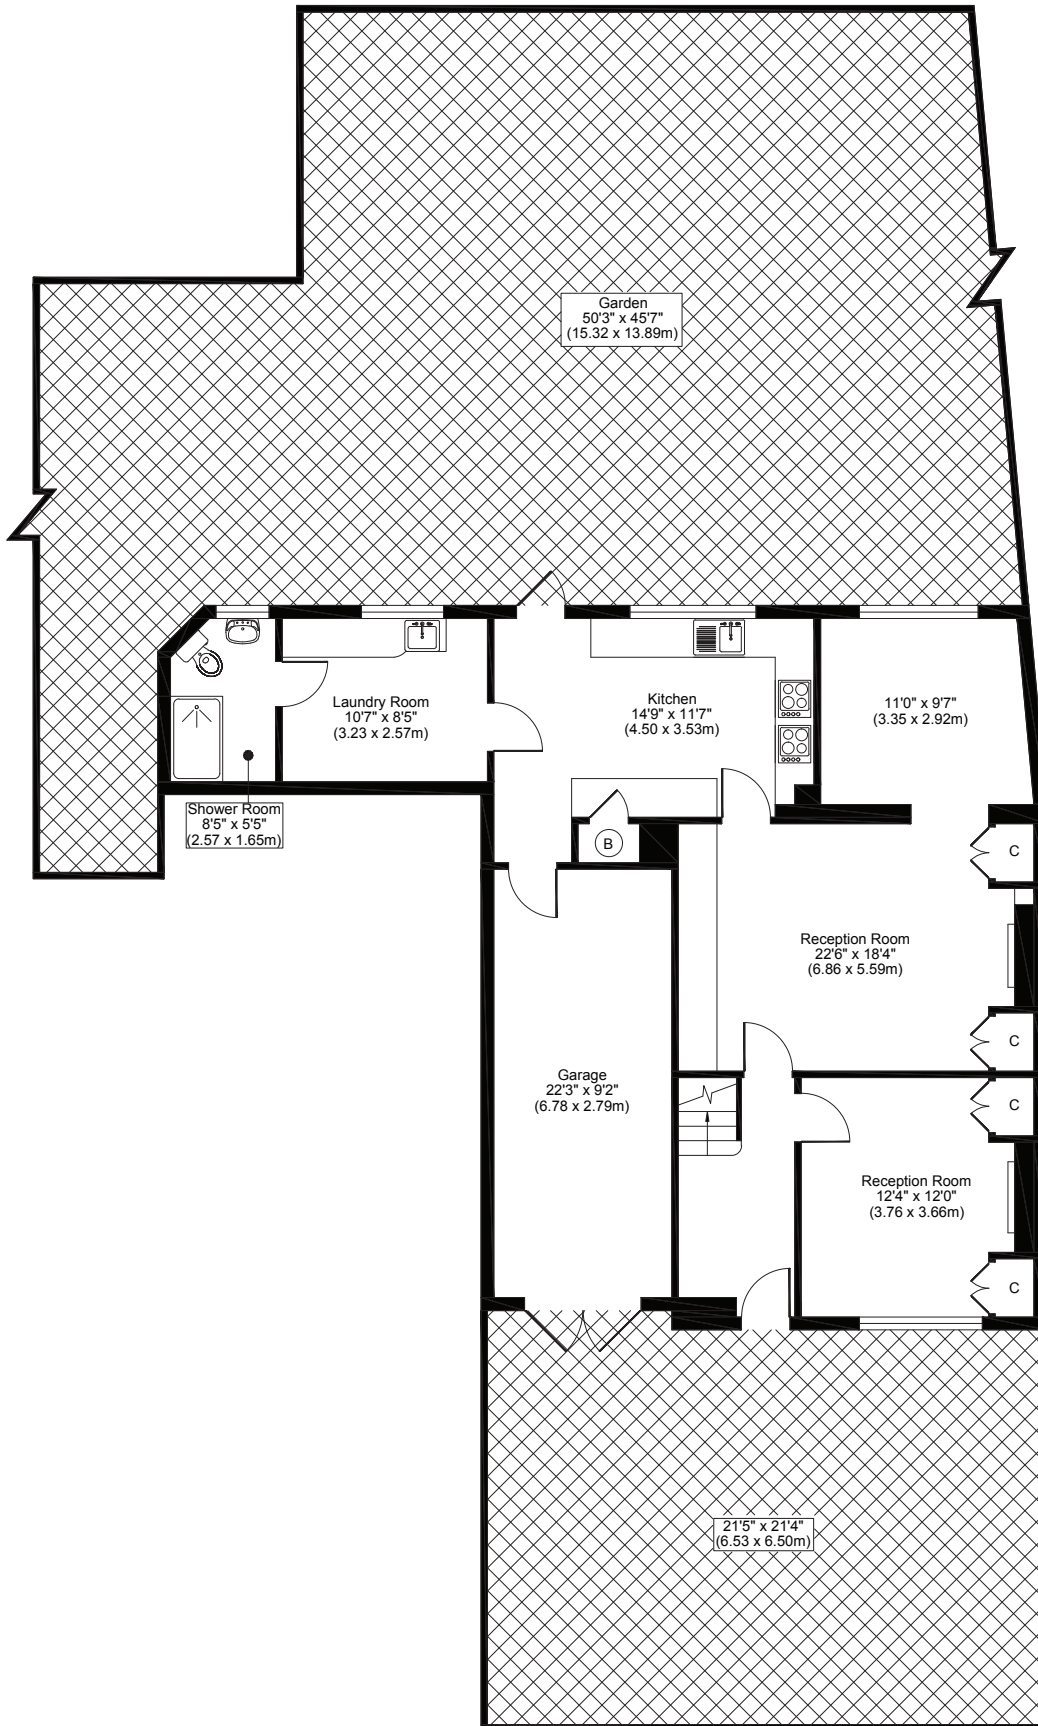 Garden
50'3" x 45'7"
(15.32 x 13.89m)
Laundry Room
10'7" x 8'5"
(3.23 x 2.57m)
Kitchen
14'9" x 11'7"
(4.50 x 3.53m)
11'0" x 9'7"
(3.35 x 2.92m)
Shower Room
8'5" x 5'5"
(2.57 x 1.65m)
B
C
Reception Room
22'6" x 18'4"
(6.86 x 5.59m)
C
Garage
22'3" x 9'2"
(6.78 x 2.79m)
C
Reception Room
12'4" x 12'0"
(3.76 x 3.66m)
C
21'5" x 21'4"
(6.53 x 6.50m)